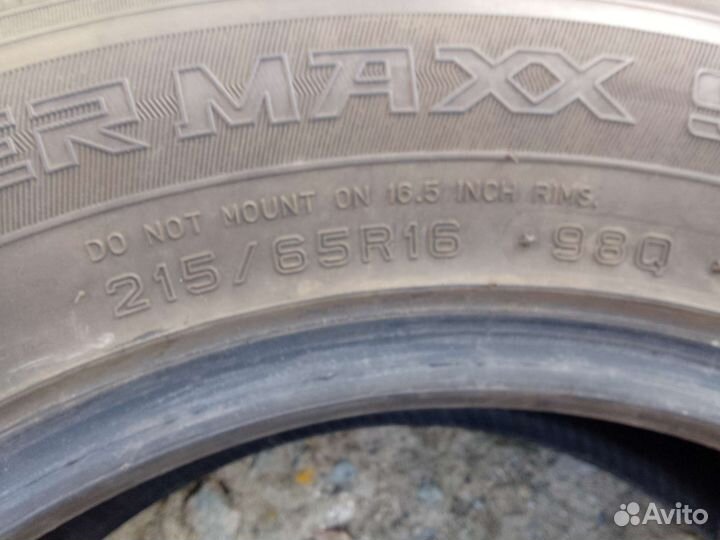 ER MAXX
DO NOT MOUNT ON 16.5 INCH RIMS.
215/65R16 98Q
Avito